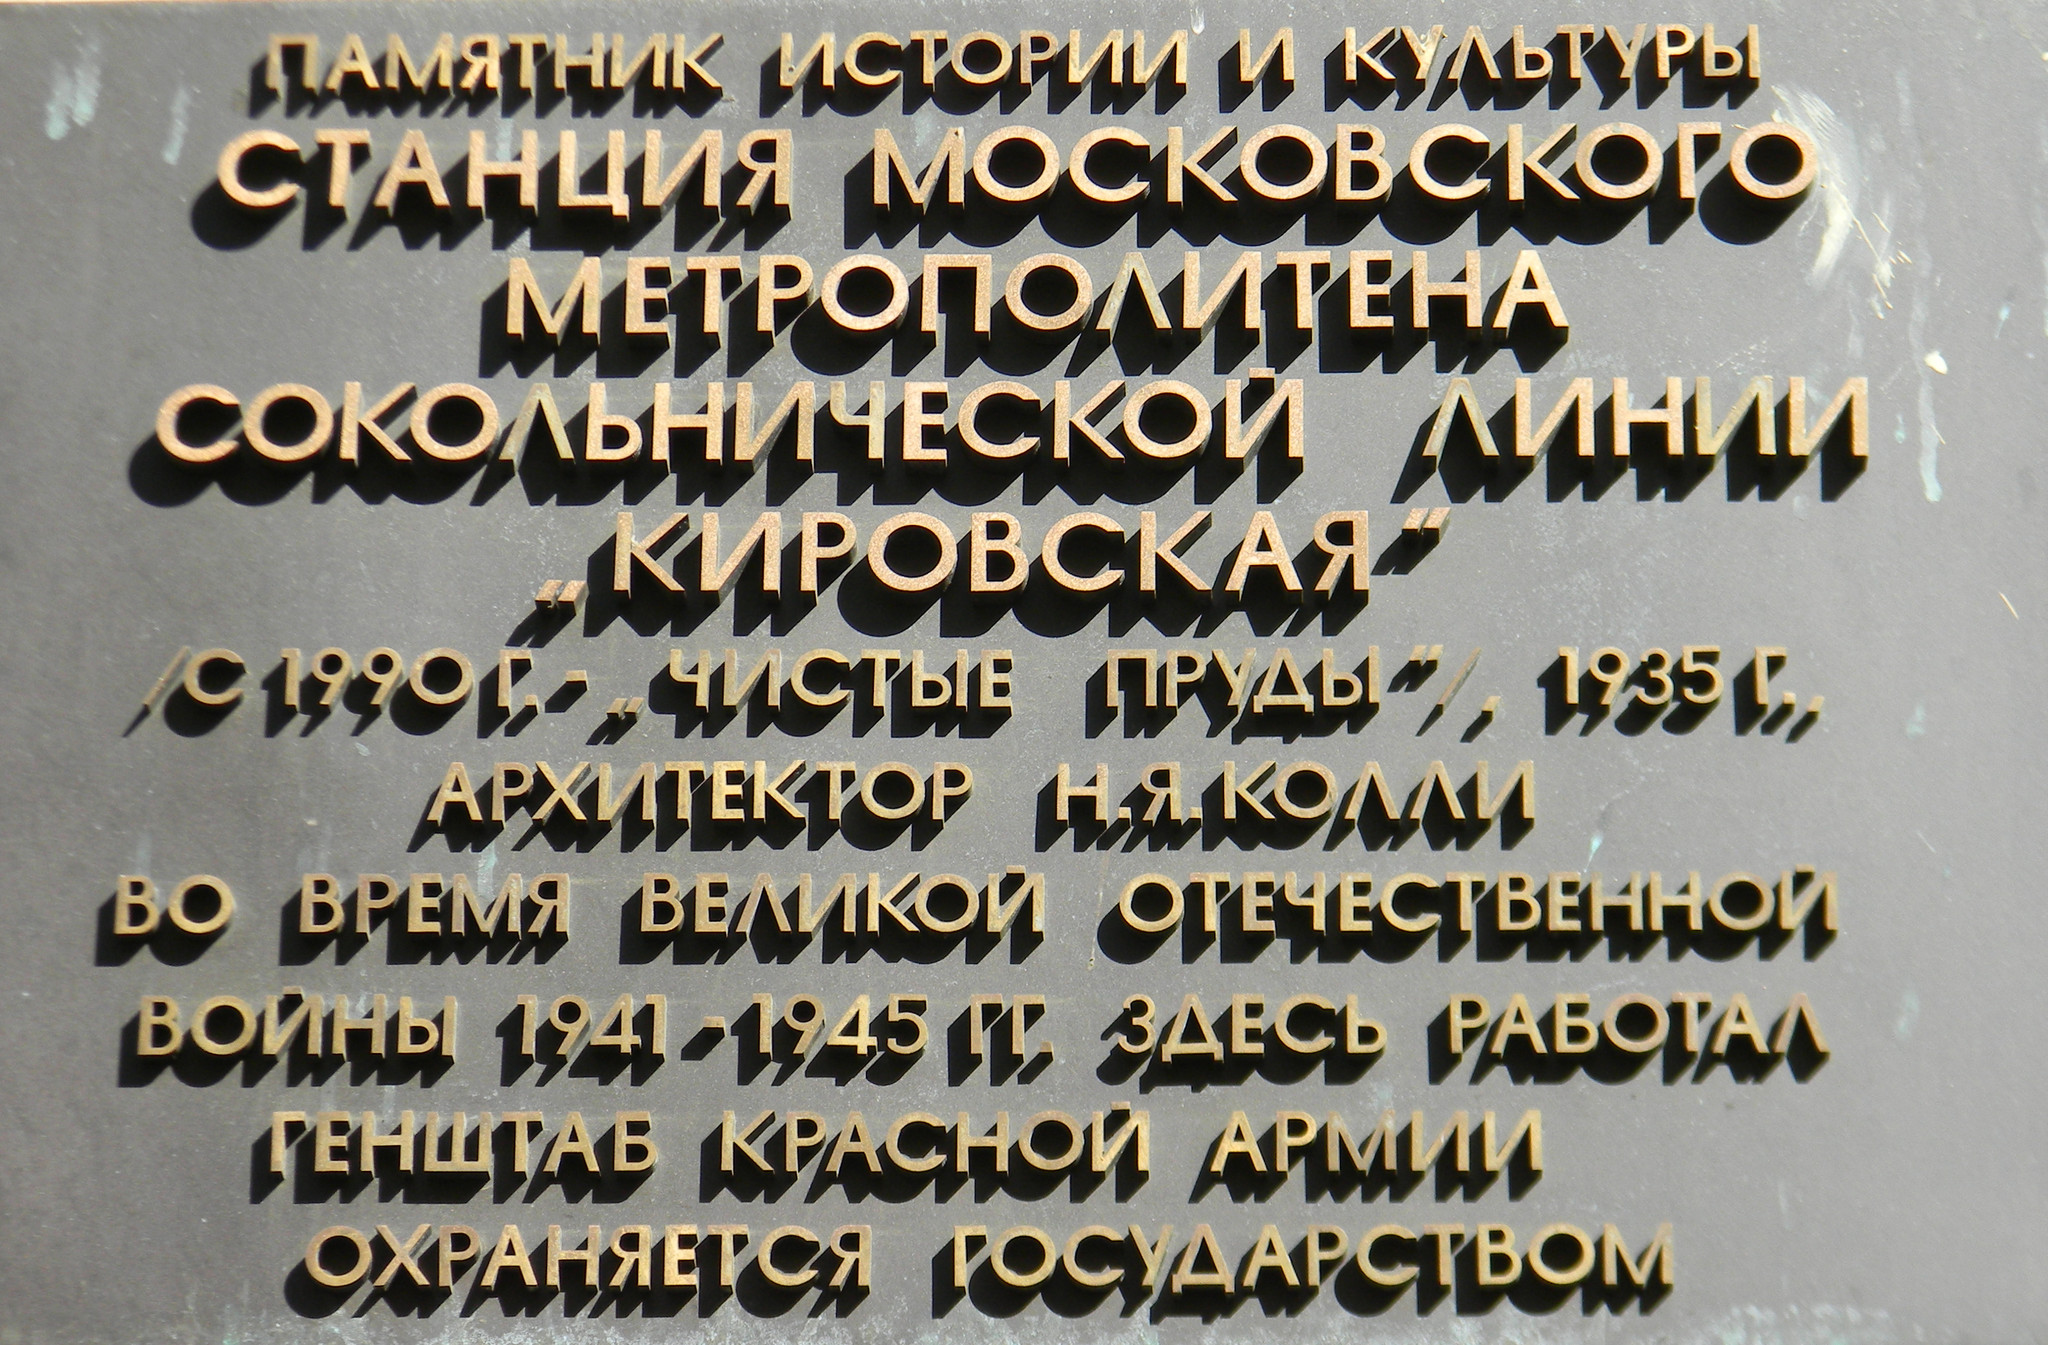 ПАМЯТНИК ИСТОРИИ И КУЛЬТУРЫ
СТАНЦИЯ МОСКОВСКОГО
МЕТРОПОЛИТЕНА
СОКОЛЬНИЧЕСКОЙ ЛИНИИ
„КИРОВСКАЯ”
/С 1990 Г.-„ЧИСТЫЕ ПРУДЫ”/, 1935 Г.,
АРХИТЕКТОР Н.Я.КОЛЛИ
ВО ВРЕМЯ ВЕЛИКОЙ ОТЕЧЕСТВЕННОЙ
ВОЙНЫ 1941-1945 ГГ. ЗДЕСЬ РАБОТАЛ
ГЕНШТАБ КРАСНОЙ АРМИИ
ОХРАНЯЕТСЯ ГОСУДАРСТВОМ